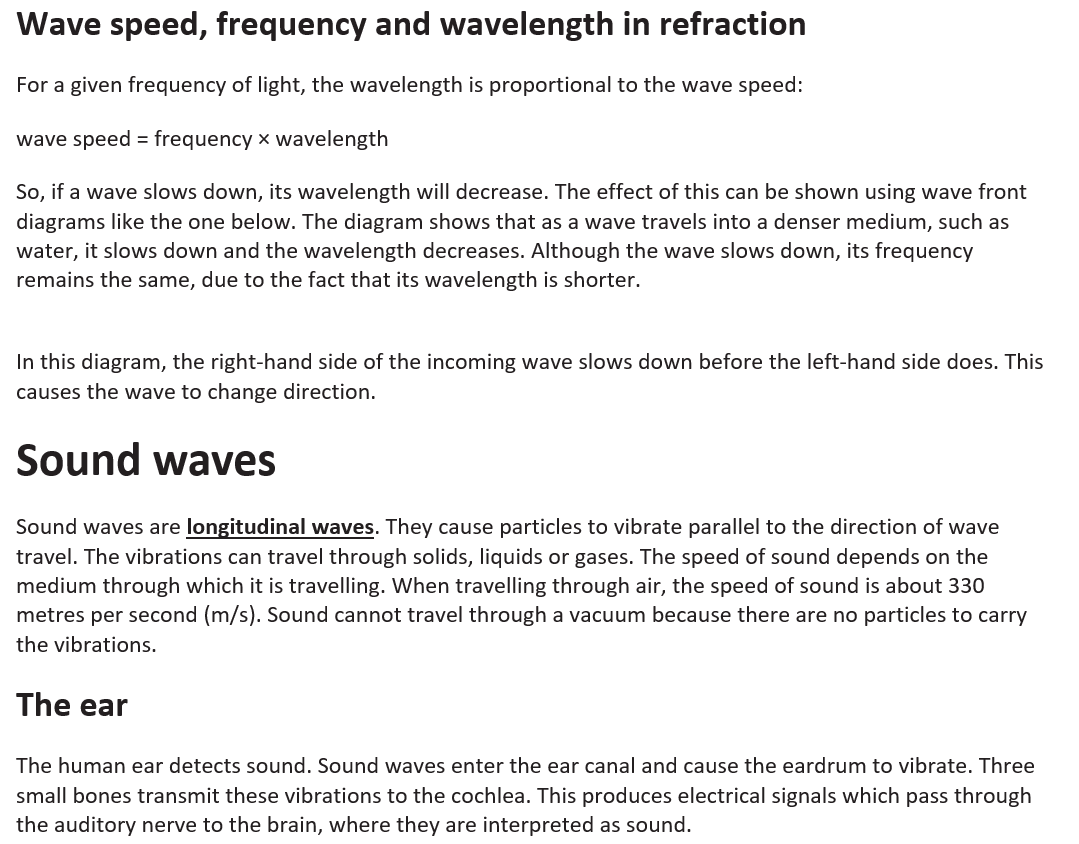 Wave speed, frequency and wavelength in refraction
For a given frequency of light, the wavelength is proportional to the wave speed:
wave speed = frequency × wavelength
So, if a wave slows down, its wavelength will decrease. The effect of this can be shown using wave front
diagrams like the one below. The diagram shows that as a wave travels into a denser medium, such as
water, it slows down and the wavelength decreases. Although the wave slows down, its frequency
remains the same, due to the fact that its wavelength is shorter.
In this diagram, the right-hand side of the incoming wave slows down before the left-hand side does. This
causes the wave to change direction.
Sound waves
Sound waves are longitudinal waves. They cause particles to vibrate parallel to the direction of wave
travel. The vibrations can travel through solids, liquids or gases. The speed of sound depends on the
medium through which it is travelling. When travelling through air, the speed of sound is about 330
metres per second (m/s). Sound cannot travel through a vacuum because there are no particles to carry
the vibrations.
The ear
The human ear detects sound. Sound waves enter the ear canal and cause the eardrum to vibrate. Three
small bones transmit these vibrations to the cochlea. This produces electrical signals which pass through
the auditory nerve to the brain, where they are interpreted as sound.